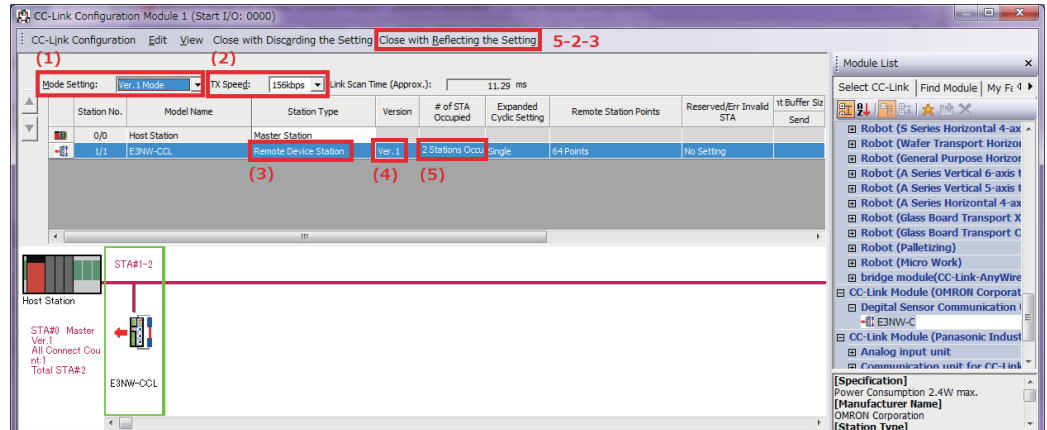 CC-Link Configuration Module 1 (Start I/O: 0000)
CC-Link Configuration Edit View Close with Discarding the Setting Close with Reflecting the Setting 5-2-3
(1) (2)
Mode Setting: Ver.1 Mode TX Speed: 156kbps Link Scan Time (Approx.): 11.29 ms
Station No. Model Name Station Type Version # of STA Occupied Expanded Cyclic Setting Remote Station Points Reserved/Err Invalid STA nt Buffer Siz Send
0/0 Host Station Master Station
1/1 E3NW-CCL Remote Device Station Ver.1 2 Stations Occu Single 64 Points No Setting
(3) (4) (5)
STA#1-2
Host Station
STA#0 Master
Ver.1
All Connect Cou
nt:1
Total STA#2
E3NW-CCL
Module List x
Select CC-Link Find Module My Fa
Robot (S Series Horizontal 4-ax
Robot (Wafer Transport Horizon
Robot (General Purpose Horizon
Robot (A Series Vertical 6-axis t
Robot (A Series Vertical 5-axis t
Robot (A Series Horizontal 4-ax
Robot (Glass Board Transport X
Robot (Glass Board Transport C
Robot (Palletizing)
Robot (Micro Work)
bridge module(CC-Link-AnyWire
CC-Link Module (OMRON Corporat
Degital Sensor Communication
E3NW-C
CC-Link Module (Panasonic Indust
Analog input unit
Communication unit for CC-Link
[Specification]
Power Consumption 2.4W max.
[Manufacturer Name]
OMRON Corporation
[Station Type]